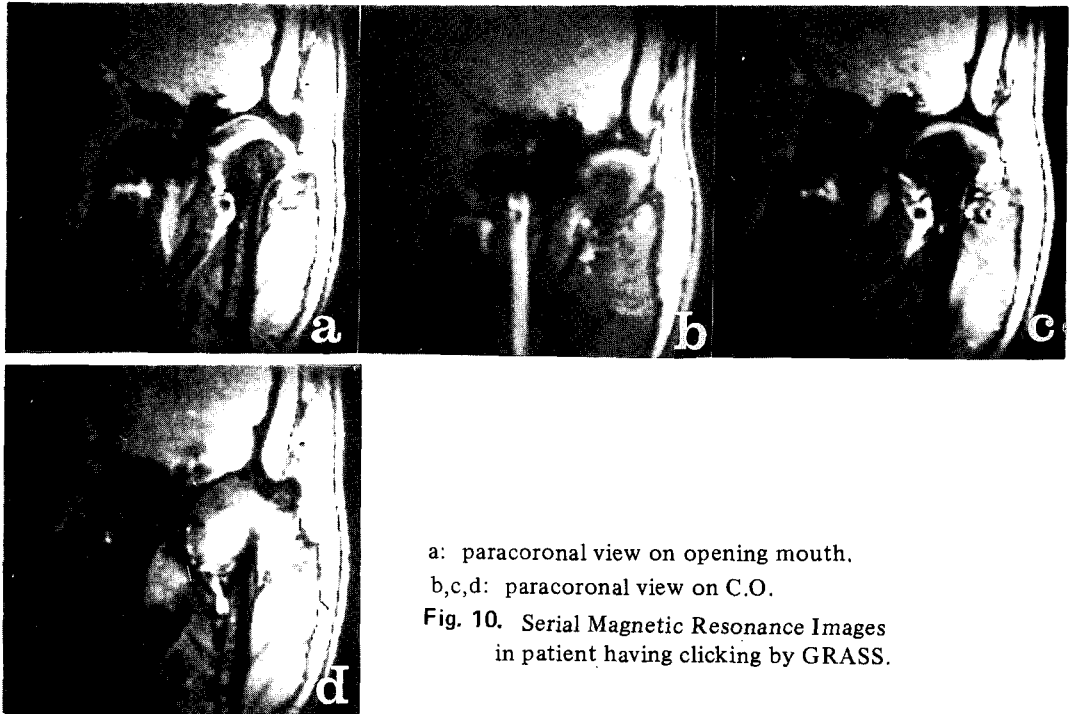 a
b
c
d
a: paracoronal view on opening mouth.
b,c,d: paracoronal view on C.O.
Fig. 10. Serial Magnetic Resonance Images
in patient having clicking by GRASS.